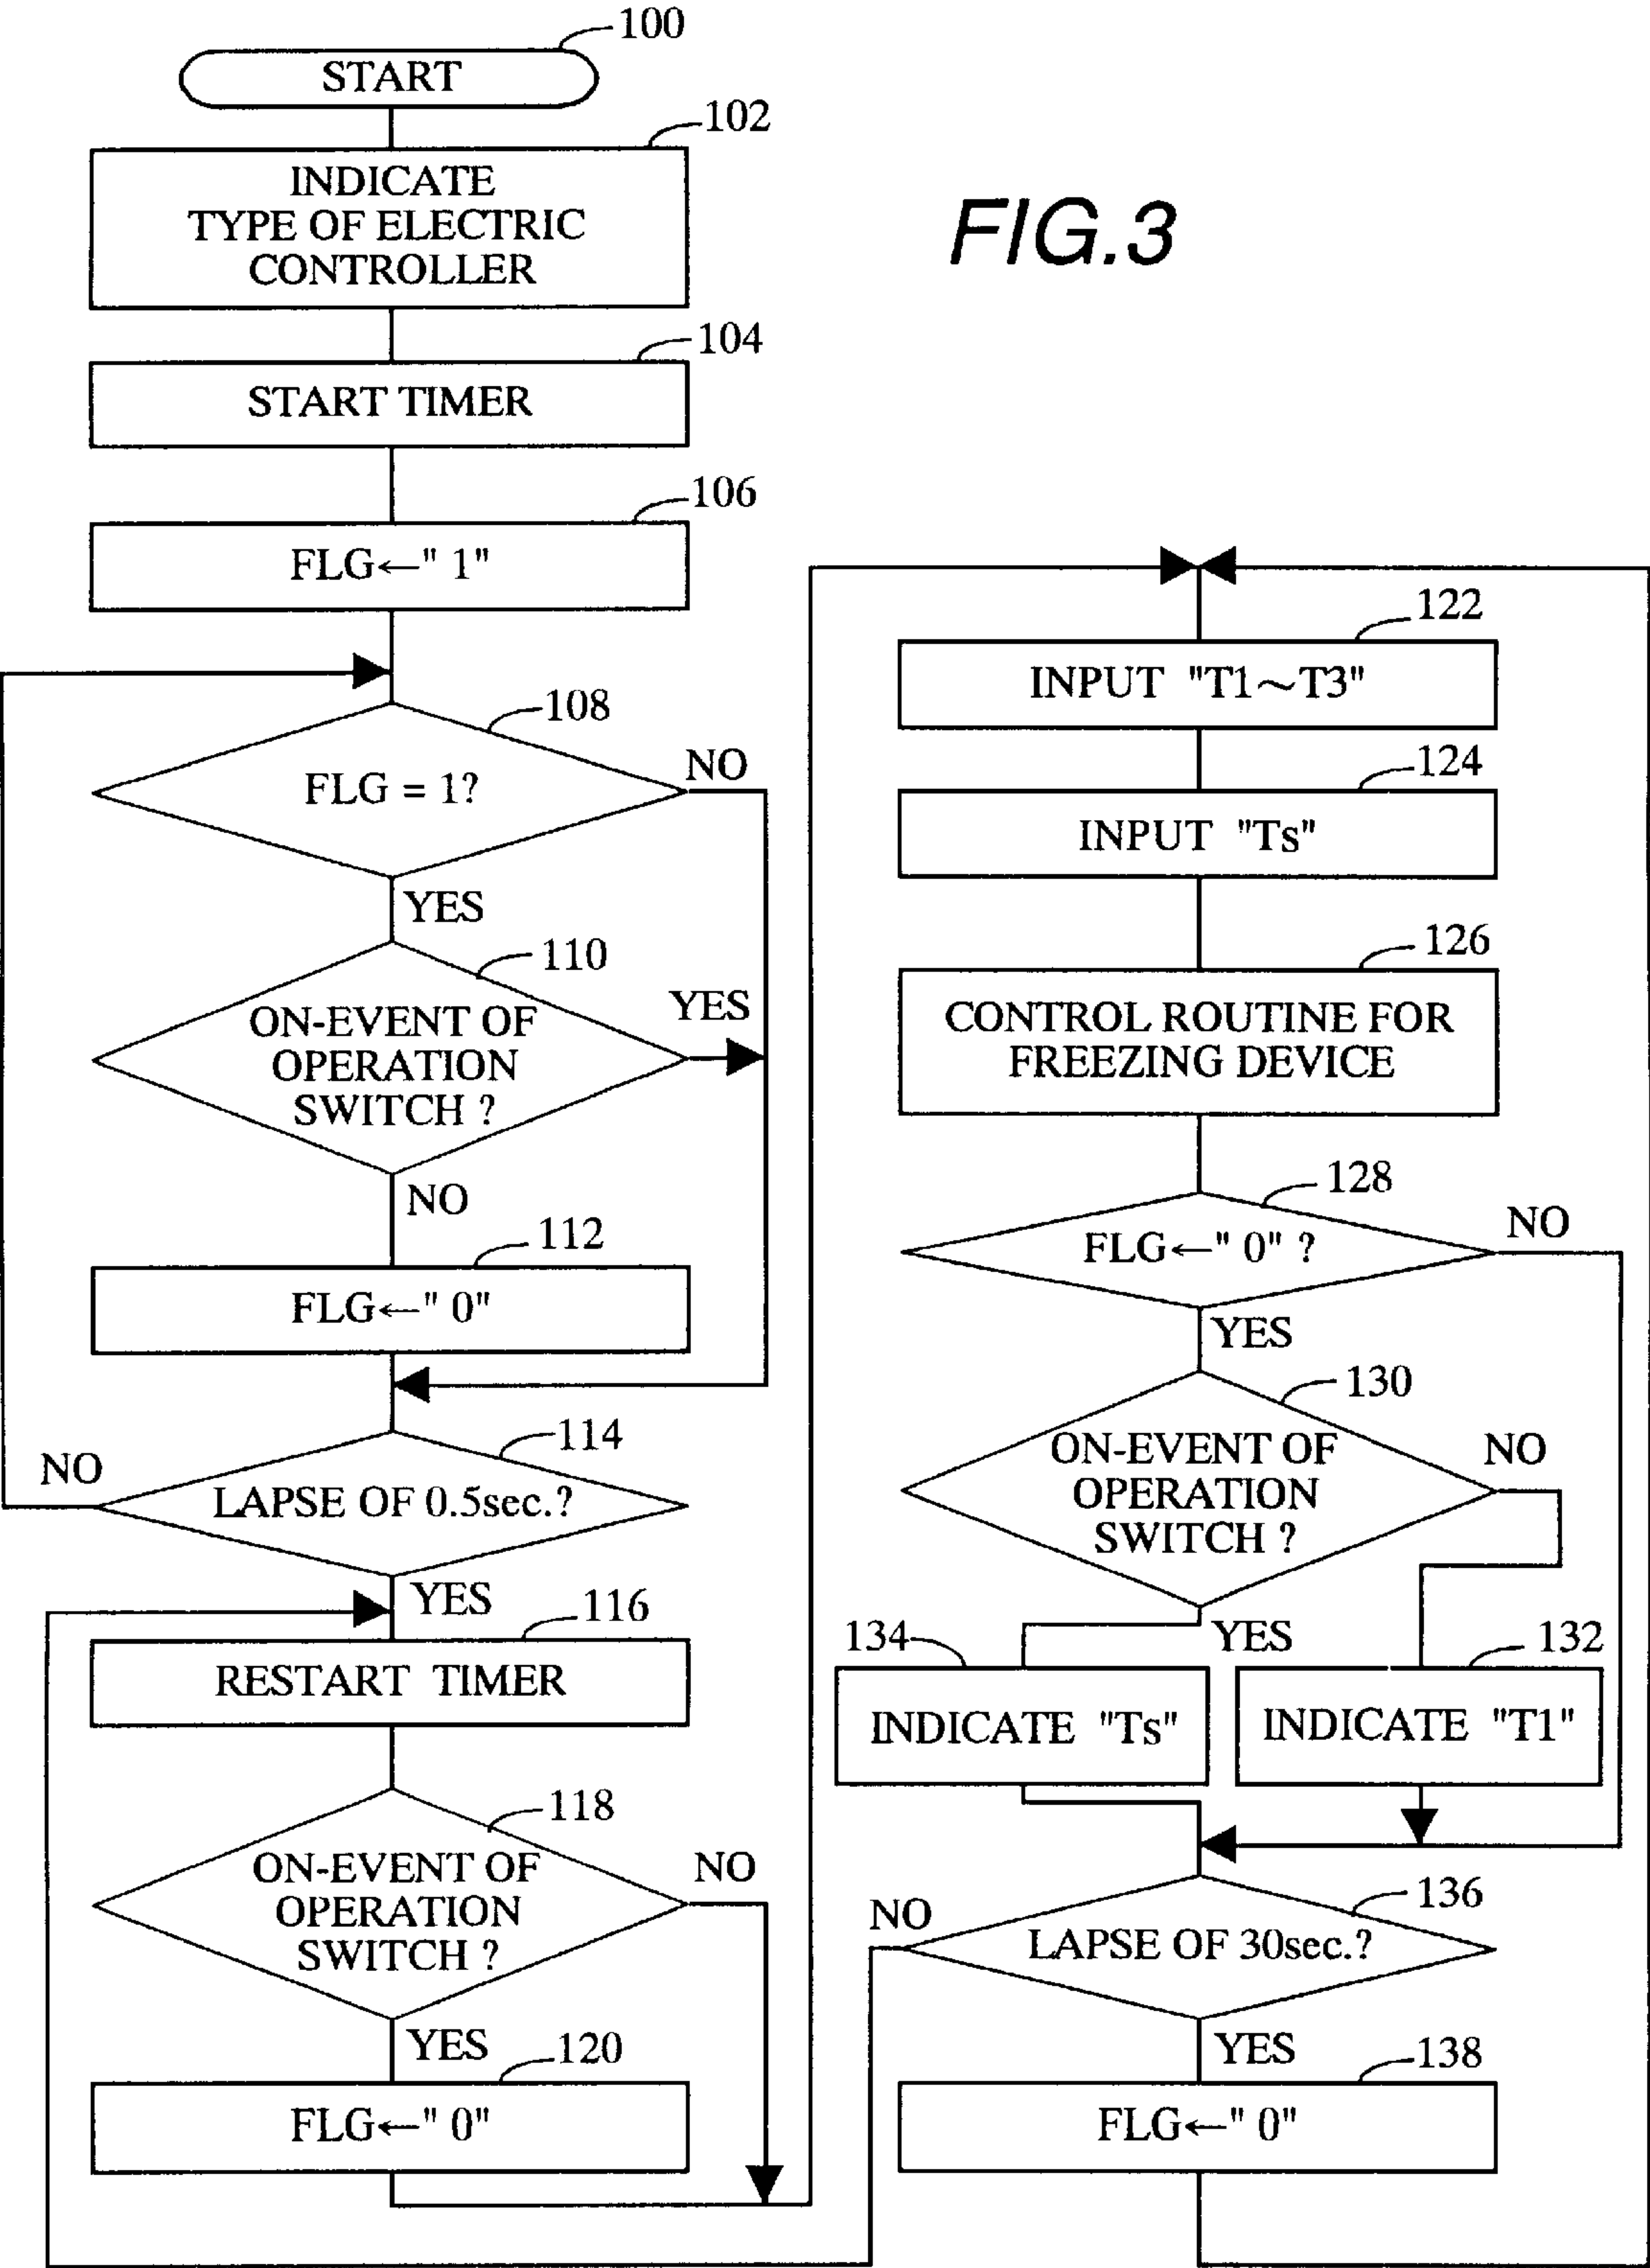 FIG.3
100
START
102
INDICATE
TYPE OF ELECTRIC
CONTROLLER
104
START TIMER
106
FLG←" 1"
108
FLG = 1?
NO
YES
110
ON-EVENT OF
OPERATION
SWITCH ?
YES
NO
112
FLG←" 0"
114
LAPSE OF 0.5sec.?
NO
YES
116
RESTART TIMER
118
ON-EVENT OF
OPERATION
SWITCH ?
NO
YES
120
FLG←" 0"
122
INPUT "T1~T3"
124
INPUT "Ts"
126
CONTROL ROUTINE FOR
FREEZING DEVICE
128
FLG←" 0" ?
NO
YES
130
ON-EVENT OF
OPERATION
SWITCH ?
NO
YES
134
INDICATE "Ts"
132
INDICATE "T1"
136
LAPSE OF 30sec.?
NO
YES
138
FLG←" 0"